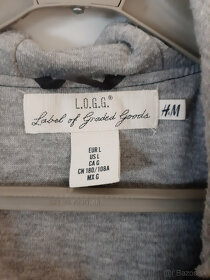 L.O.G.G.®
Label of Graded Goods
H&M
EUR L
US L
CA G
CN 180/108A
MX G